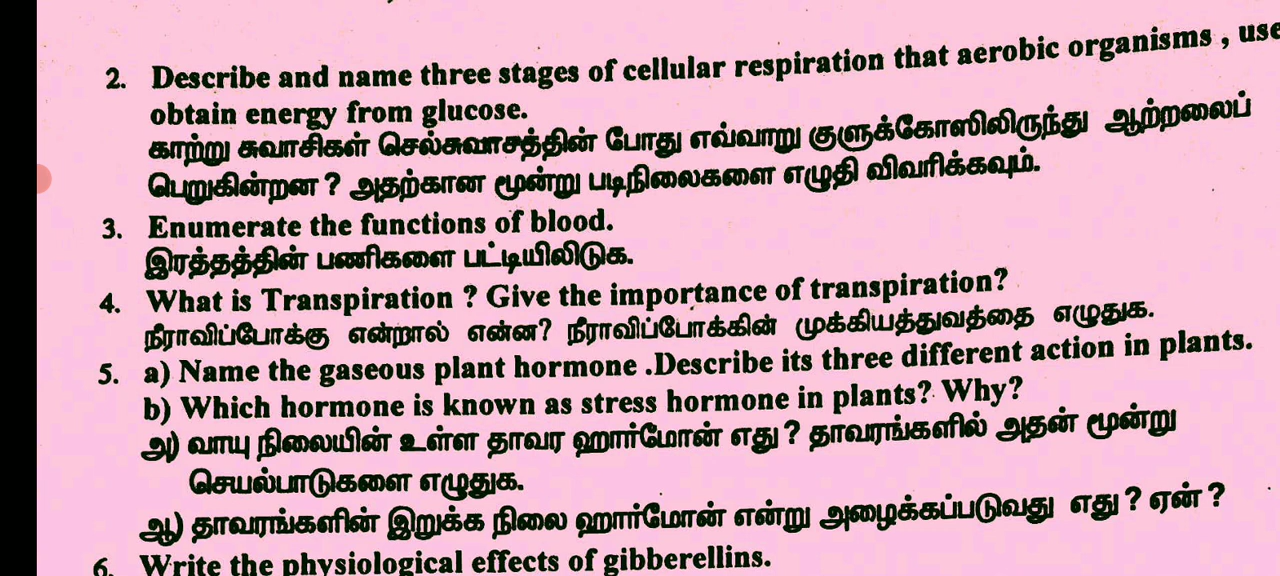 2. Describe and name three stages of cellular respiration that aerobic organisms , use
obtain energy from glucose.
காற்று சுவாசிகள் செல்சுவாசத்தின் போது எவ்வாறு குளுக்கோஸிலிருந்து ஆற்றலைப்
பெறுகின்றன ? அதற்கான மூன்று படிநிலைகளை எழுதி விவரிக்கவும்.
3. Enumerate the functions of blood.
இரத்தத்தின் பணிகளை பட்டியிலிடுக.
4. What is Transpiration ? Give the importance of transpiration?
நீராவிப்போக்கு என்றால் என்ன? நீராவிப்போக்கின் முக்கியத்துவத்தை எழுதுக.
5. a) Name the gaseous plant hormone .Describe its three different action in plants.
b) Which hormone is known as stress hormone in plants? Why?
அ) வாயு நிலையின் உள்ள தாவர ஹார்மோன் எது ? தாவரங்களில் அதன் மூன்று
செயல்பாடுகளை எழுதுக.
ஆ) தாவரங்களின் இறுக்க நிலை ஹார்மோன் என்று அழைக்கப்படுவது எது ? ஏன் ?
6. Write the physiological effects of gibberellins.